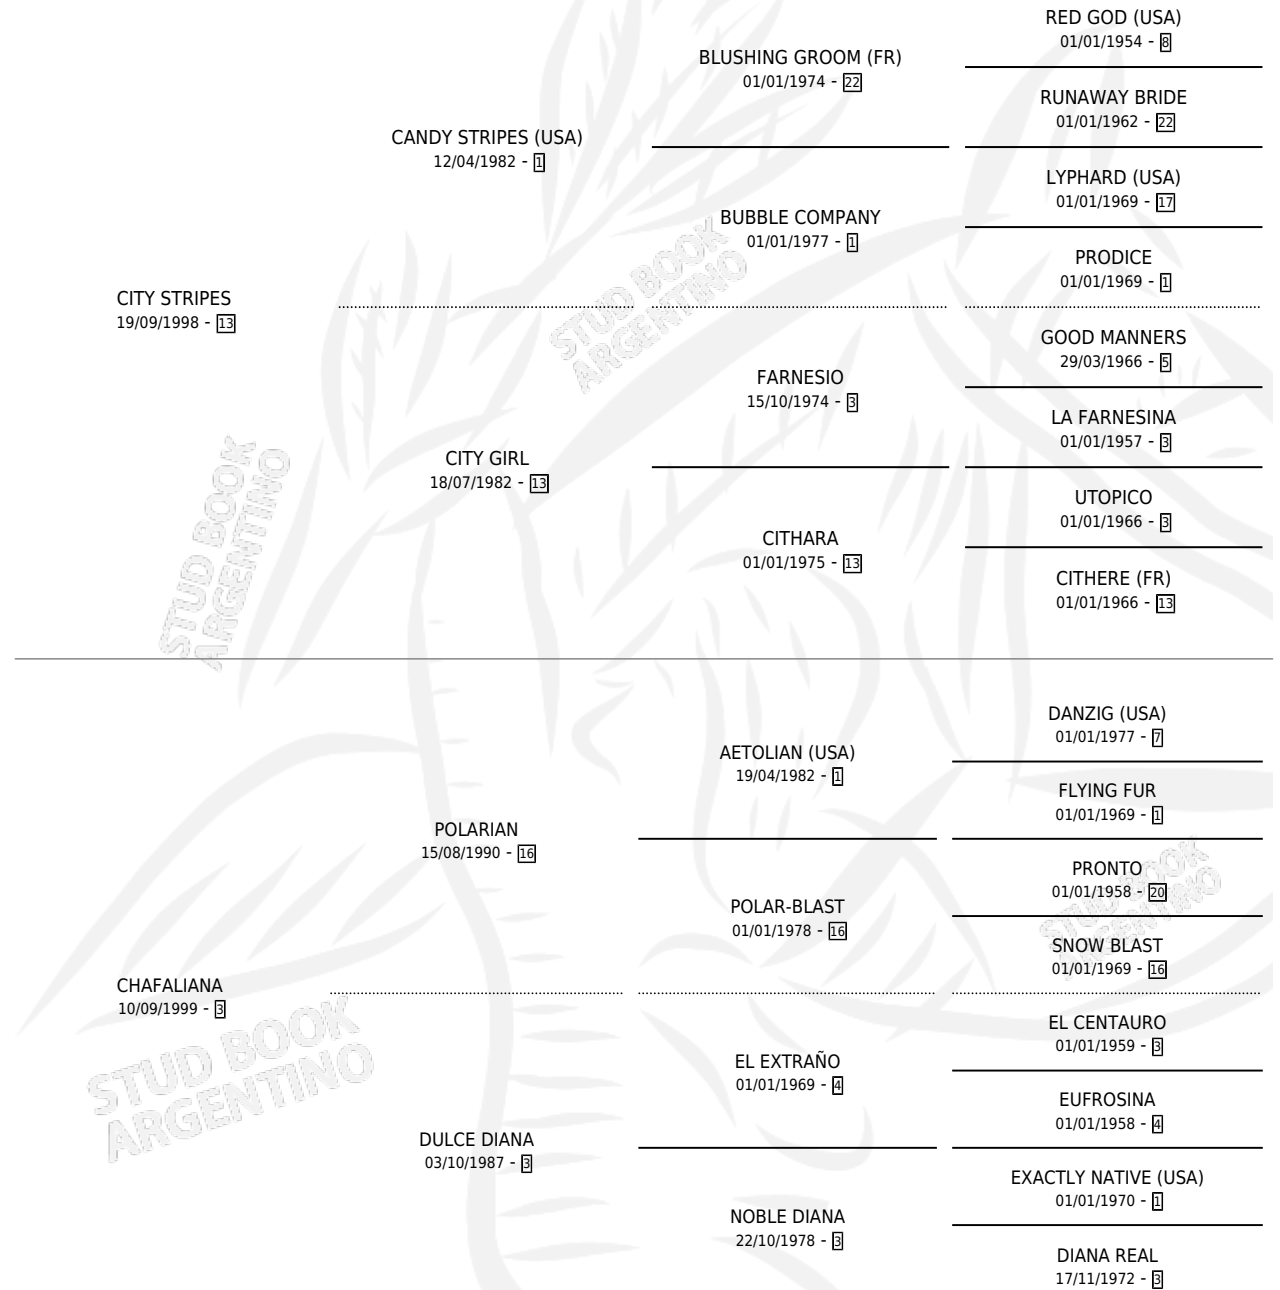 RED GOD (USA)
01/01/1954 - 8
BLUSHING GROOM (FR)
01/01/1974 - 22
RUNAWAY BRIDE
01/01/1962 - 22
CANDY STRIPES (USA)
12/04/1982 - 1
LYPHARD (USA)
01/01/1969 - 17
BUBBLE COMPANY
01/01/1977 - 1
PRODICE
01/01/1969 - 1
CITY STRIPES
19/09/1998 - 13
STUD BOOK
ARGENTINO
GOOD MANNERS
29/03/1966 - 5
FARNESIO
15/10/1974 - 3
LA FARNESINA
01/01/1957 - 3
CITY GIRL
18/07/1982 - 13
UTOPICO
01/01/1966 - 3
CITHARA
01/01/1975 - 13
CITHERE (FR)
01/01/1966 - 13
STUD BOOK
ARGENTINO
DANZIG (USA)
01/01/1977 - 7
AETOLIAN (USA)
19/04/1982 - 1
FLYING FUR
01/01/1969 - 1
POLARIAN
15/08/1990 - 16
PRONTO
01/01/1958 - 20
POLAR-BLAST
01/01/1978 - 16
STUD BOOK
ARGENTINO
SNOW BLAST
01/01/1969 - 16
CHAFALIANA
10/09/1999 - 3
EL CENTAURO
01/01/1959 - 3
EL EXTRAÑO
01/01/1969 - 4
STUD BOOK
ARGENTINO
EUFROSINA
01/01/1958 - 4
DULCE DIANA
03/10/1987 - 3
EXACTLY NATIVE (USA)
01/01/1970 - 1
NOBLE DIANA
22/10/1978 - 3
DIANA REAL
17/11/1972 - 3